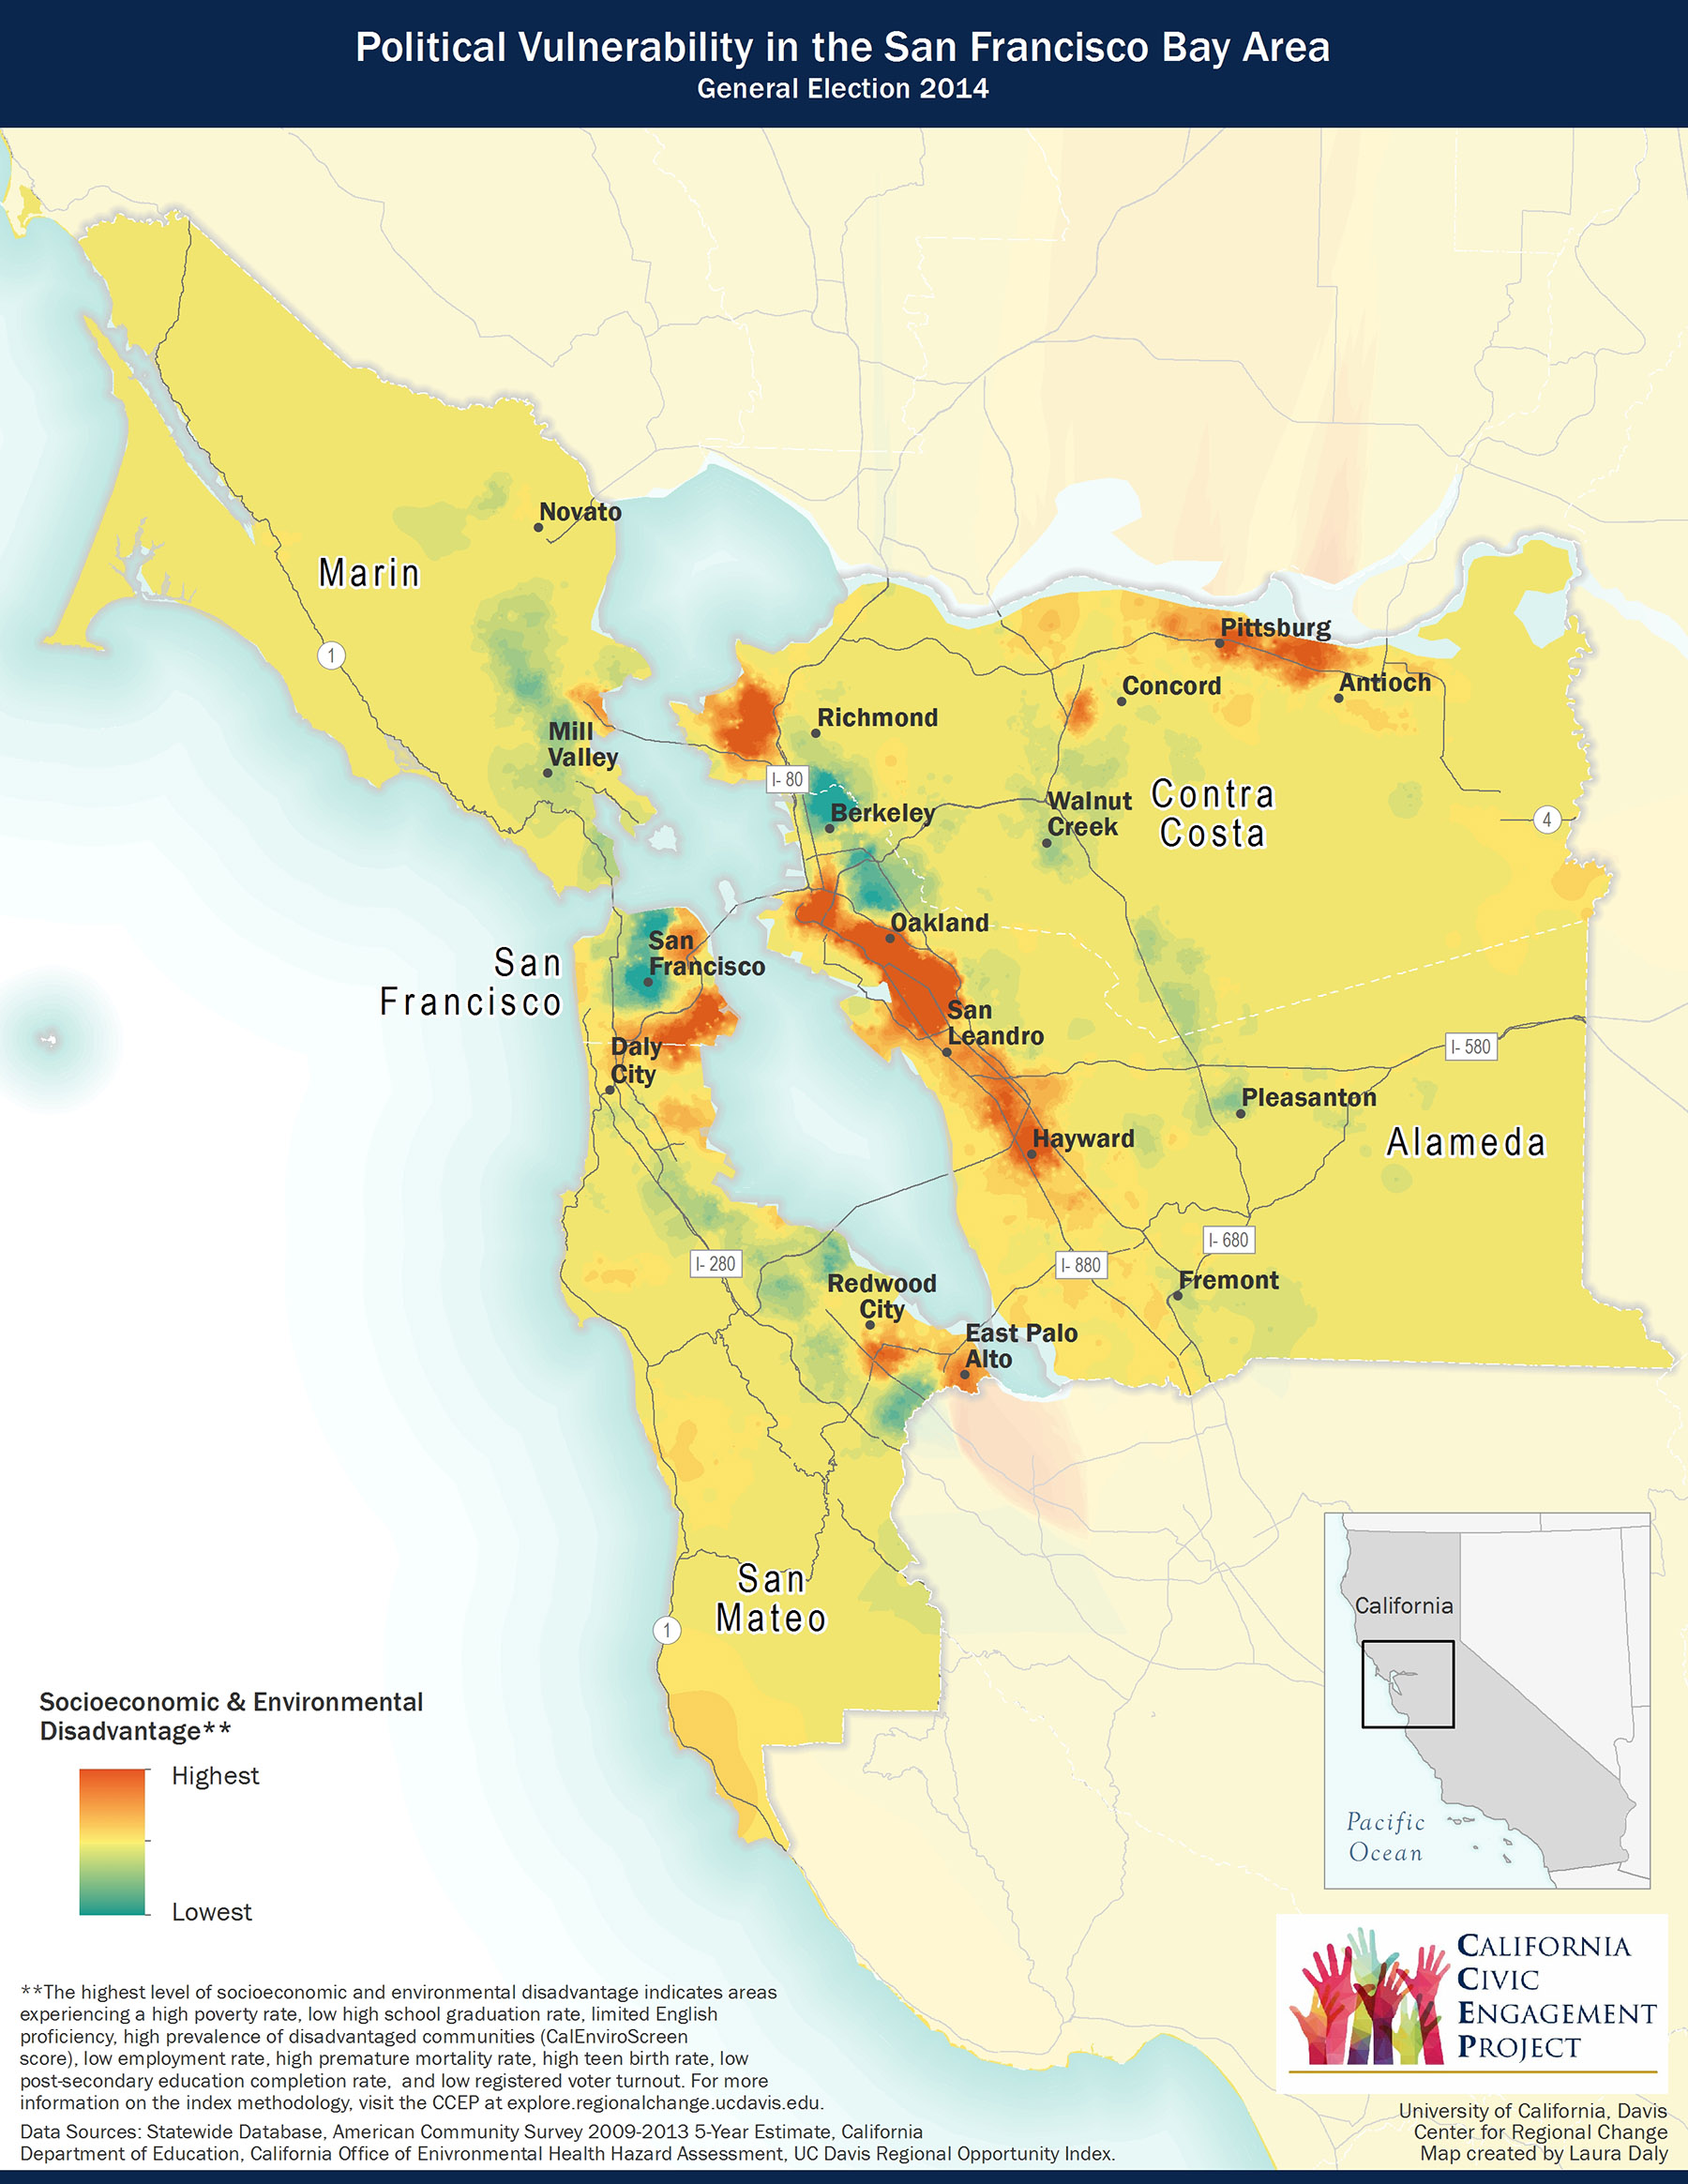 Political Vulnerability in the San Francisco Bay Area
General Election 2014
Novato
Marin
1
Mill
Valley
Pittsburg
Antioch
Concord
Richmond
I- 80
Berkeley
Walnut
Creek
Contra
Costa
4
Oakland
San
Francisco
San
Francisco
San
Leandro
Daly
City
I- 580
Pleasanton
Hayward
Alameda
I- 680
I- 280
I- 880
Fremont
Redwood
City
East Palo
Alto
San
Mateo
1
California
Pacific
Ocean
Socioeconomic & Environmental
Disadvantage**
Highest
Lowest
**The highest level of socioeconomic and environmental disadvantage indicates areas
experiencing a high poverty rate, low high school graduation rate, limited English
proficiency, high prevalence of disadvantaged communities (CalEnviroScreen
score), low employment rate, high premature mortality rate, high teen birth rate, low
post-secondary education completion rate,  and low registered voter turnout. For more
information on the index methodology, visit the CCEP at explore.regionalchange.ucdavis.edu.
Data Sources: Statewide Database, American Community Survey 2009-2013 5-Year Estimate, California
Department of Education, California Office of Enivronmental Health Hazard Assessment, UC Davis Regional Opportunity Index.
CALIFORNIA
CIVIC
ENGAGEMENT
PROJECT
University of California, Davis
Center for Regional Change
Map created by Laura Daly